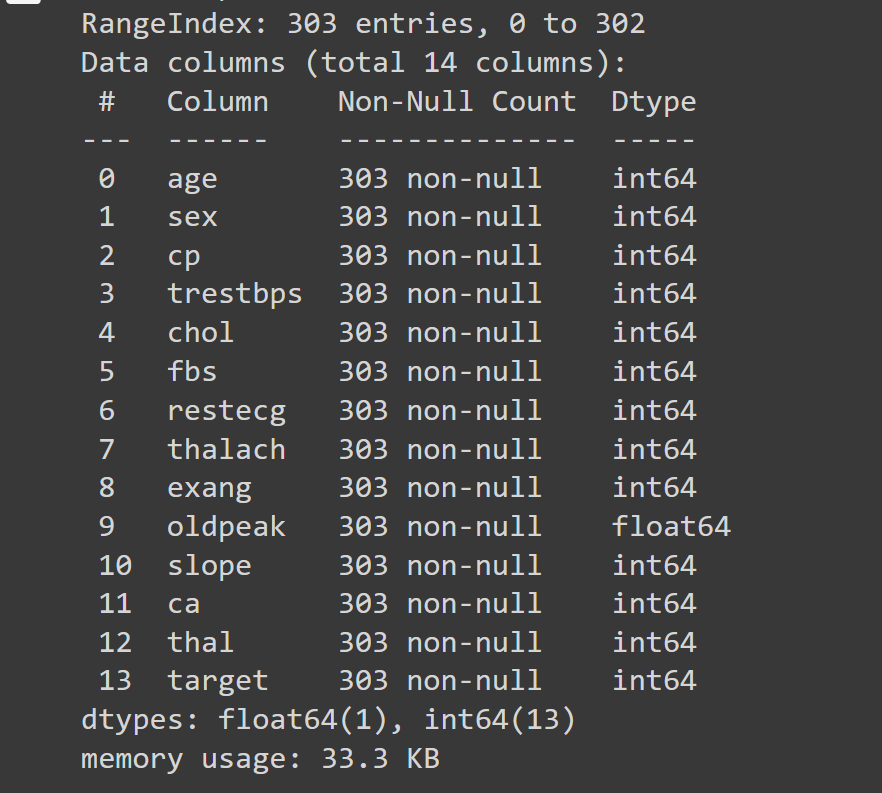 RangeIndex: 303 entries, 0 to 302
Data columns (total 14 columns):
 #   Column    Non-Null Count  Dtype
---  ------    --------------  -----
 0   age       303 non-null    int64
 1   sex       303 non-null    int64
 2   cp        303 non-null    int64
 3   trestbps  303 non-null    int64
 4   chol      303 non-null    int64
 5   fbs       303 non-null    int64
 6   restecg   303 non-null    int64
 7   thalach   303 non-null    int64
 8   exang     303 non-null    int64
 9   oldpeak   303 non-null    float64
 10  slope     303 non-null    int64
 11  ca        303 non-null    int64
 12  thal      303 non-null    int64
 13  target    303 non-null    int64
dtypes: float64(1), int64(13)
memory usage: 33.3 KB